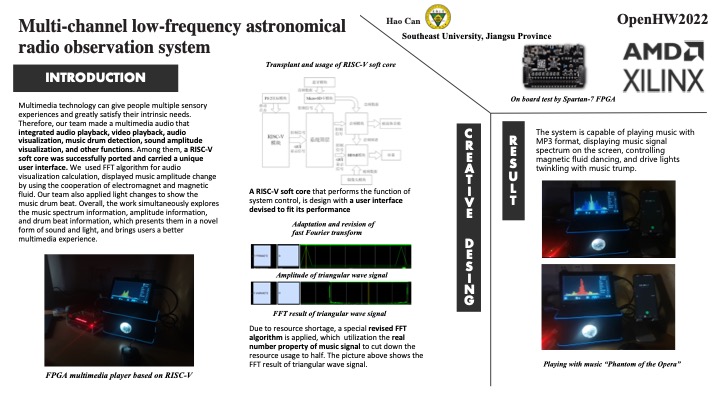 Multi-channel low-frequency astronomical
radio observation system
Hao Can
Southeast University, Jiangsu Province
OpenHW2022
AMD
XILINX
On board test by Spartan-7 FPGA
INTRODUCTION
Multimedia technology can give people multiple sensory
experiences and greatly satisfy their intrinsic needs.
Therefore, our team made a multimedia audio that
integrated audio playback, video playback, audio
visualization, music drum detection, sound amplitude
visualization, and other functions. Among them, a RISC-V
soft core was successfully ported and carried a unique
user interface. We used FFT algorithm for audio
visualization calculation, displayed music amplitude change
by using the cooperation of electromagnet and magnetic
fluid. Our team also applied light changes to show the
music drum beat. Overall, the work simultaneously explores
the music spectrum information, amplitude information,
and drum beat information, which presents them in a novel
form of sound and light, and brings users a better
multimedia experience.
FPGA multimedia player based on RISC-V
Transplant and usage of RISC-V soft core
RISC-V
A RISC-V soft core that performs the function of
system control, is design with a user interface
devised to fit its performance
Adaptation and revision of
fast Fourier transform
Amplitude of triangular wave signal
FFT result of triangular wave signal
Due to resource shortage, a special revised FFT
algorithm is applied, which utilization the real
number property of music signal to cut down the
resource usage to half. The picture above shows the
FFT result of triangular wave signal.
CREATIVE DESING
RESULT
The system is capable of playing music with
MP3 format, displaying music signal
spectrum on the screen, controlling
magnetic fluid dancing, and drive lights
twinkling with music trump.
Playing with music “Phantom of the Opera”